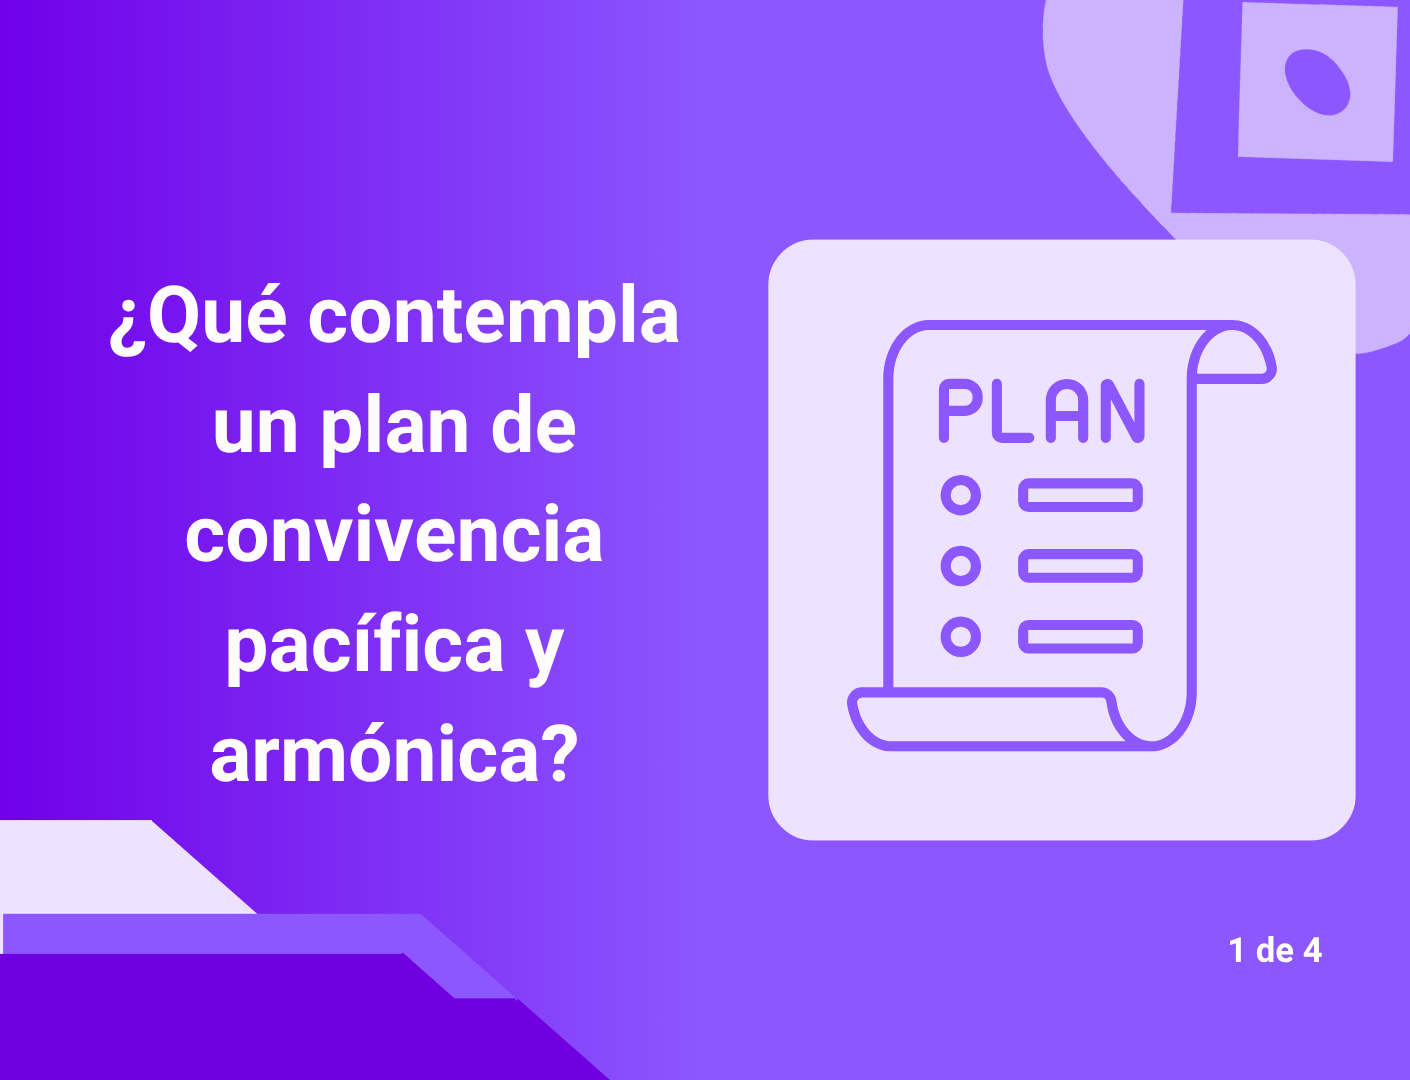 ¿Qué contempla
un plan de
convivencia
pacífica y
armónica?
PLAN
1 de 4